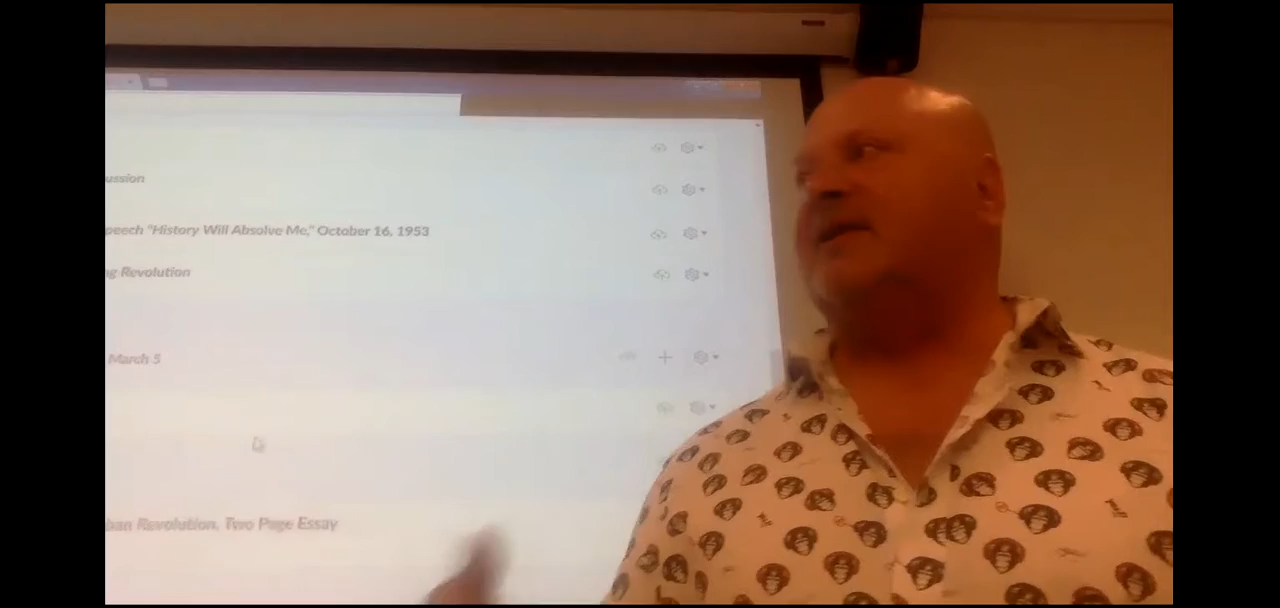 ussion
peech "History Will Absolve Me," October 16, 1953
g Revolution
March 5
ban Revolution, Two Page Essay